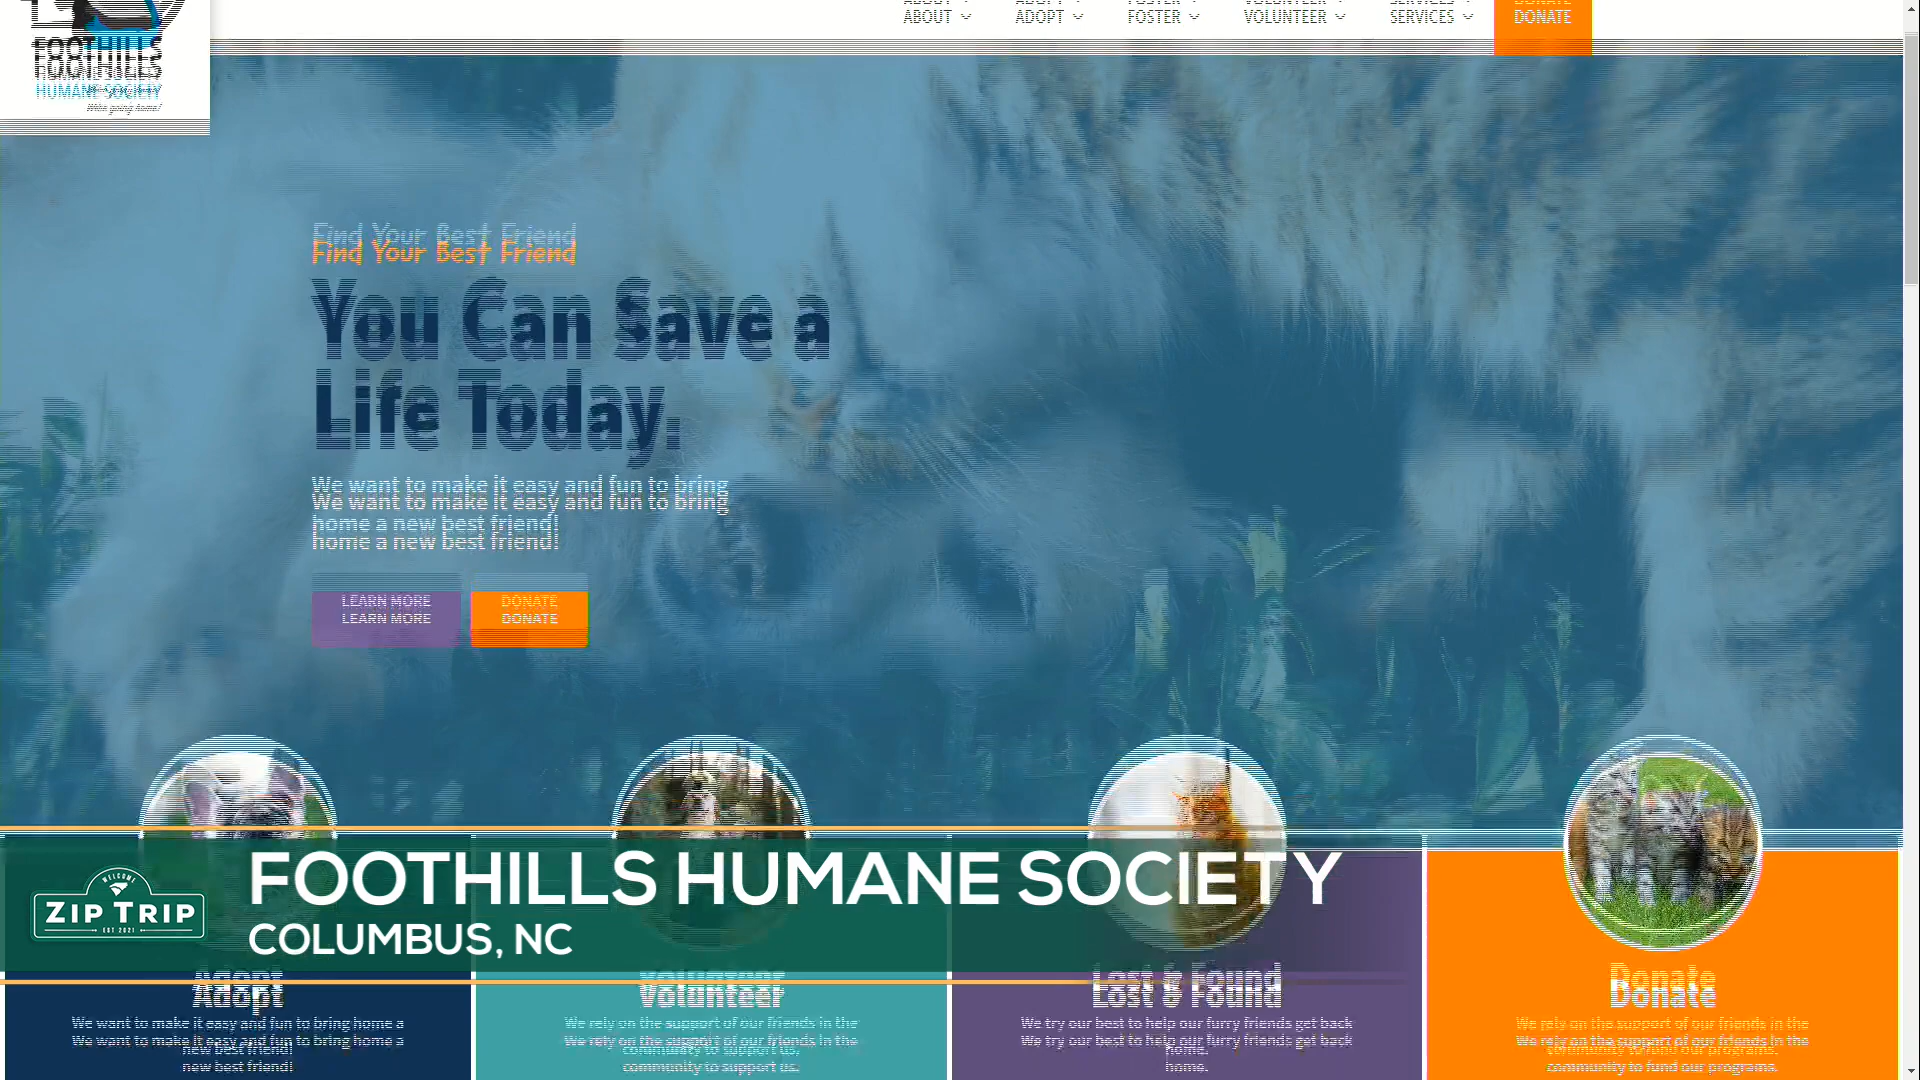 ABOUT
ADOPT
FOSTER
VOLUNTEER
SERVICES
DONATE
FOOTHILLS
HUMANE SOCIETY
Find Your Best Friend
You Can Save a
Life Today.
We want to make it easy and fun to bring
home a new best friend!
LEARN MORE
DONATE
WELCOME
ZIP TRIP
EST 2021
FOOTHILLS HUMANE SOCIETY
COLUMBUS, NC
Adopt
We want to make it easy and fun to bring home a
new best friend!
Volunteer
We rely on the support of our friends in the
community to support us.
Lost & Found
We try our best to help our furry friends get back
home.
Donate
We rely on the support of our friends in the
community to fund our programs.